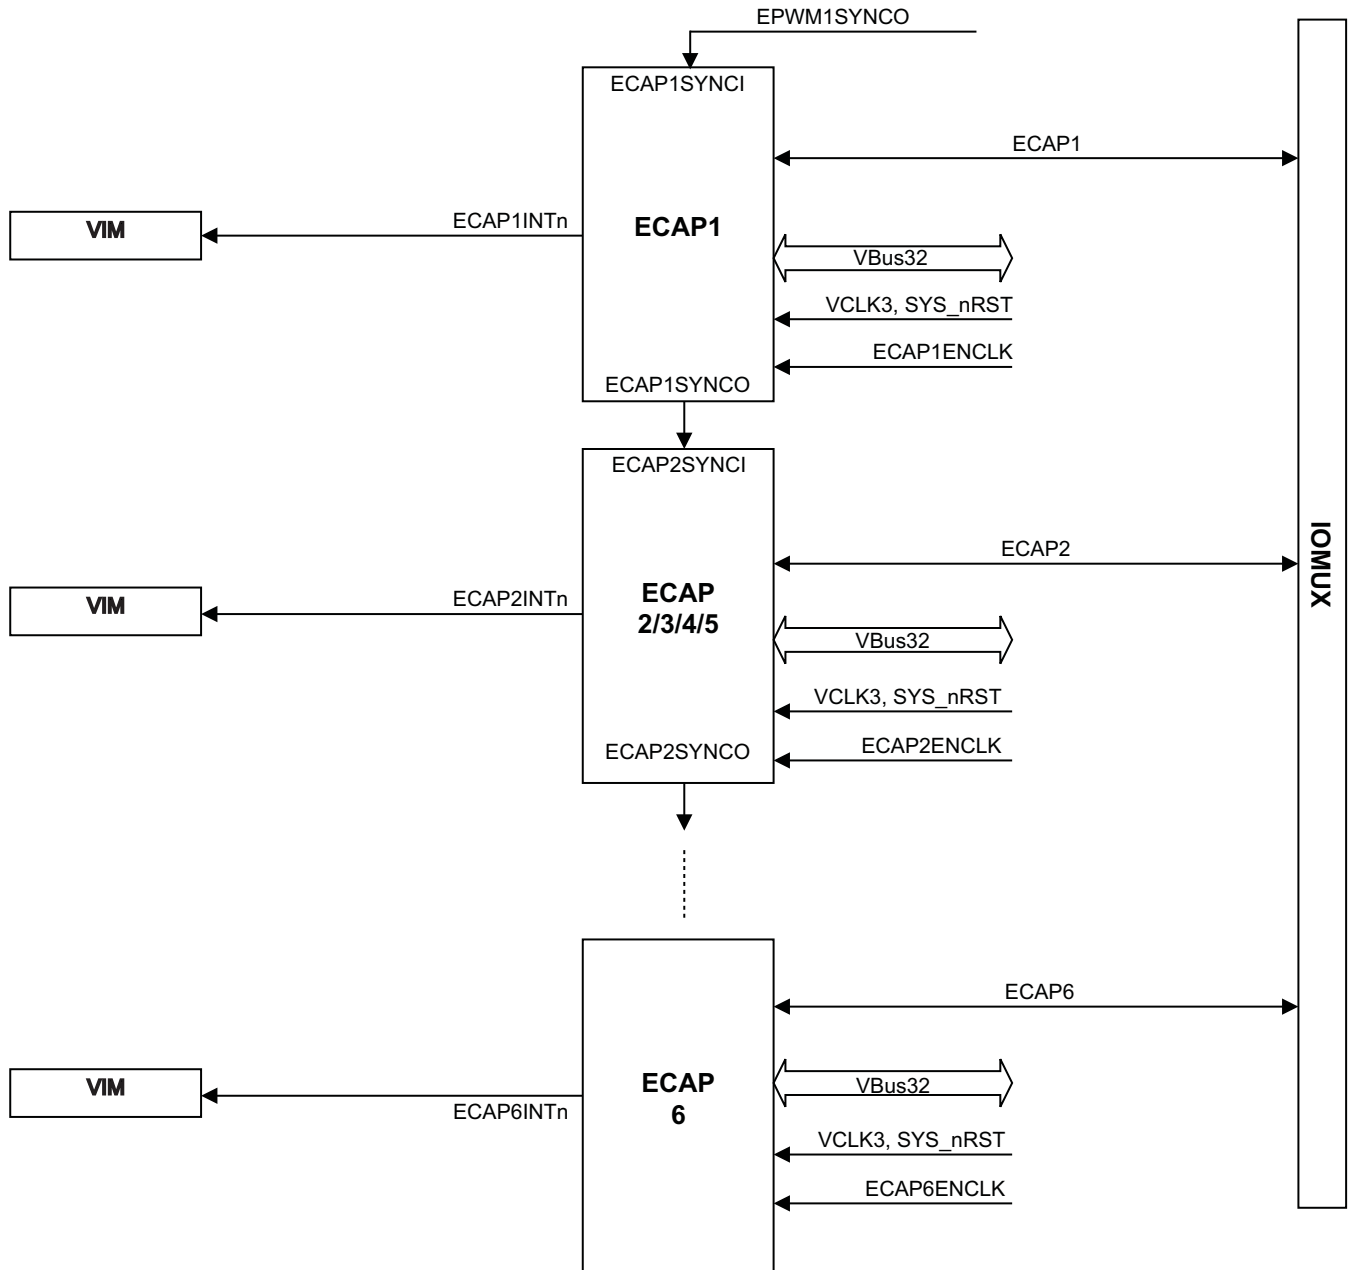 EPWM1SYNCO
ECAP1SYNCI
ECAP1
ECAP1INTn
VIM
ECAP1
VBus32
VCLK3, SYS_nRST
ECAP1ENCLK
ECAP1SYNCO
ECAP2SYNCI
ECAP2
IOMUX
ECAP2INTn
VIM
ECAP
2/3/4/5
VBus32
VCLK3, SYS_nRST
ECAP2ENCLK
ECAP2SYNCO
ECAP6
VIM
ECAP6INTn
ECAP
6
VBus32
VCLK3, SYS_nRST
ECAP6ENCLK